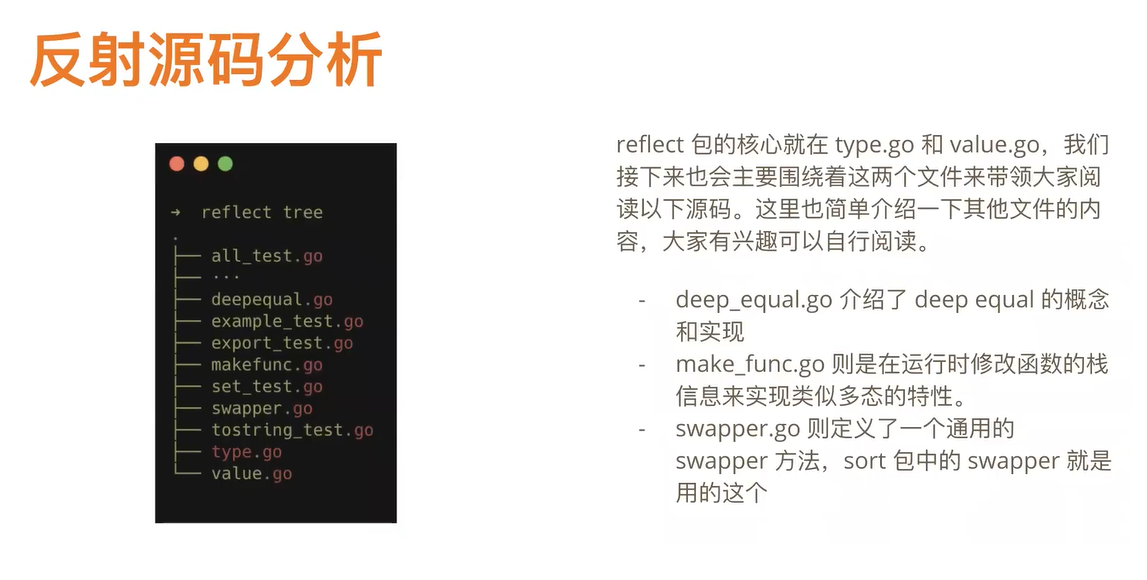 反射源码分析
→ reflect tree
.
├── all_test.go
├── ...
├── deepequal.go
├── example_test.go
├── export_test.go
├── makefunc.go
├── set_test.go
├── swapper.go
├── tostring_test.go
├── type.go
└── value.go
reflect 包的核心就在 type.go 和 value.go，我们
接下来也会主要围绕着这两个文件来带领大家阅
读以下源码。这里也简单介绍一下其他文件的内
容，大家有兴趣可以自行阅读。
- deep_equal.go 介绍了 deep equal 的概念
和实现
- make_func.go 则是在运行时修改函数的栈
信息来实现类似多态的特性。
- swapper.go 则定义了一个通用的
swapper 方法，sort 包中的 swapper 就是
用的这个